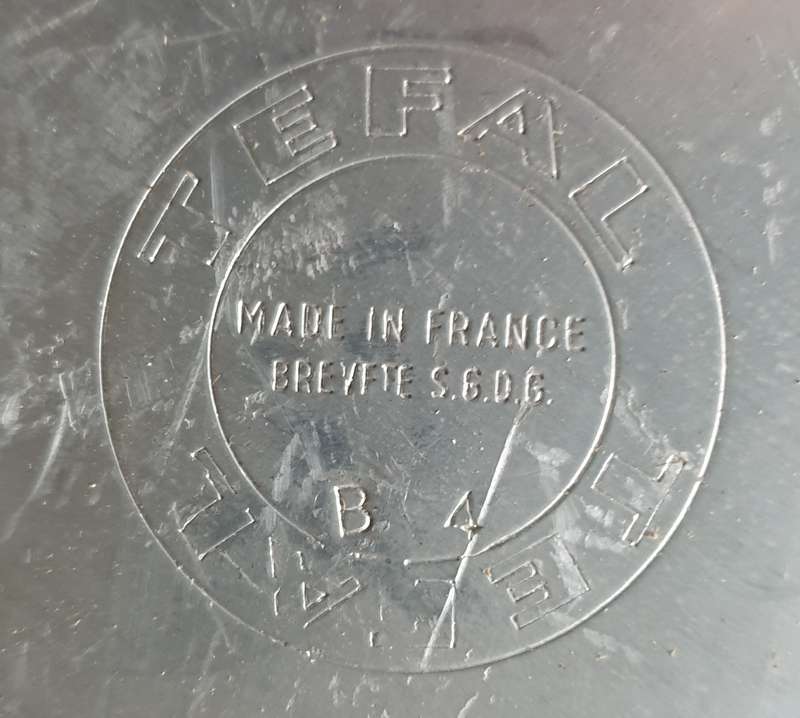 TEFAL
MADE IN FRANCE
BREVETE S.G.D.G.
B 4
TEFAL